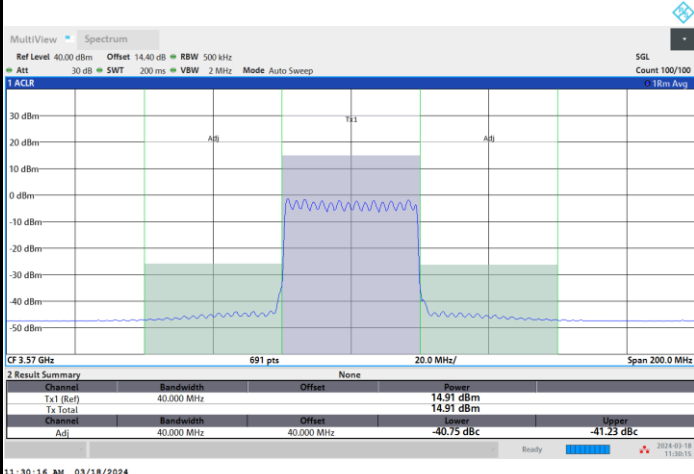 MultiView Spectrum
Ref Level 40.00 dBm Offset 14.40 dB RBW 500 kHz SGL
Att 30 dB SWT 200 ms VBW 2 MHz Mode Auto Sweep Count 100/100
1 ACLR 1Rm Avg
30 dBm
Tx1
20 dBm
Adj Adj
10 dBm
0 dBm
-10 dBm
-20 dBm
-30 dBm
-40 dBm
-50 dBm
CF 3.57 GHz 691 pts 20.0 MHz/ Span 200.0 MHz
2 Result Summary None
Channel Bandwidth Offset Power
Tx1 (Ref) 40.000 MHz 14.91 dBm
Tx Total 14.91 dBm
Channel Bandwidth Offset Lower Upper
Adj 40.000 MHz 40.000 MHz -40.75 dBc -41.23 dBc
Ready 2024-03-18
11:30:15
11:30:16 AM 03/18/2024